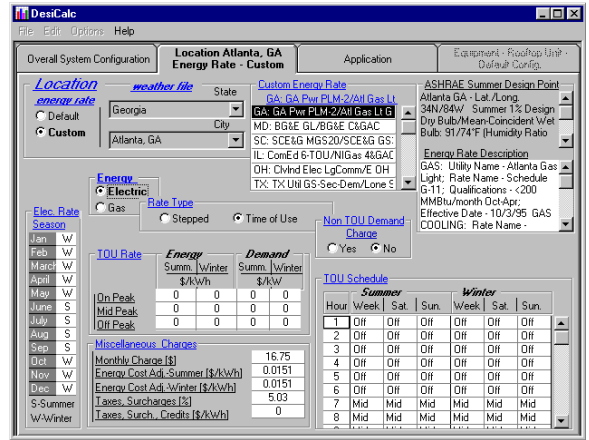 DesiCalc
File Edit Options Help
Overall System Configuration
Location Atlanta, GA
Energy Rate - Custom
Application
Equipment - Rooftop Unit -
Default Config.
Location
energy rate
Default
Custom
weather file
State
Georgia
City
Atlanta, GA
Custom Energy Rate
GA: GA Pwr PLM-2/Atl Gas Lt
GA: GA Pwr PLM-2/Atl Gas Lt G
MD: BG&E GL/BG&E C&GAC
SC: SCE&G MGS20/SCE&G GS:
IL: ComEd 6-TOU/NIGas 4&GAC
OH: Clvlnd Elec LgComm/E OH
TX: TX Util GS-Sec-Dem/Lone S
ASHRAE Summer Design Point
Atlanta GA - Lat./Long.
34N/84W Summer 1% Design
Dry Bulb/Mean-Coincident Wet
Bulb: 91/74°F (Humidity Ratio
Energy Rate Description
GAS: Utility Name - Atlanta Gas
Light; Rate Name - Schedule
G-11; Qualifications - <200
MMBtu/month Oct-Apr;
Effective Date - 10/3/95 GAS
COOLING: Rate Name -
Energy
Electric
Gas
Rate Type
Stepped
Time of Use
Non TOU Demand
Charge
Yes No
Elec. Rate
Season
Jan W
Feb W
March W
April W
May W
June S
July S
Aug S
Sep S
Oct W
Nov W
Dec W
S-Summer
W-Winter
TOU Rate
Energy Demand
Summ. Winter Summ. Winter
$/kWh $/kW
On Peak 0 0 0 0
Mid Peak 0 0 0 0
Off Peak 0 0 0 0
Miscellaneous Charges
Monthly Charge [$] 16.75
Energy Cost Adj.-Summer [$/kWh] 0.0151
Energy Cost Adj.-Winter [$/kWh] 0.0151
Taxes, Surcharges [%] 5.03
Taxes, Surch., Credits [$/kWh] 0
TOU Schedule
Summer Winter
Hour Week Sat. Sun. Week Sat. Sun.
1 Off Off Off Off Off Off
2 Off Off Off Off Off Off
3 Off Off Off Off Off Off
4 Off Off Off Off Off Off
5 Off Off Off Off Off Off
6 Off Off Off Off Off Off
7 Mid Mid Mid Mid Mid Mid
8 Mid Mid Mid Mid Mid Mid